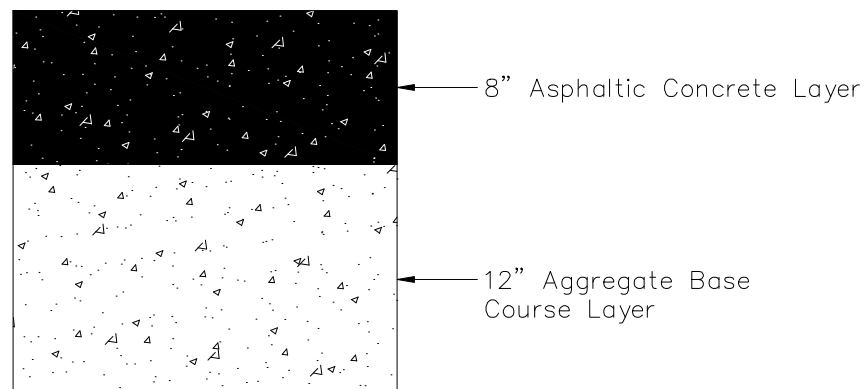 8” Asphaltic Concrete Layer
12” Aggregate Base
Course Layer